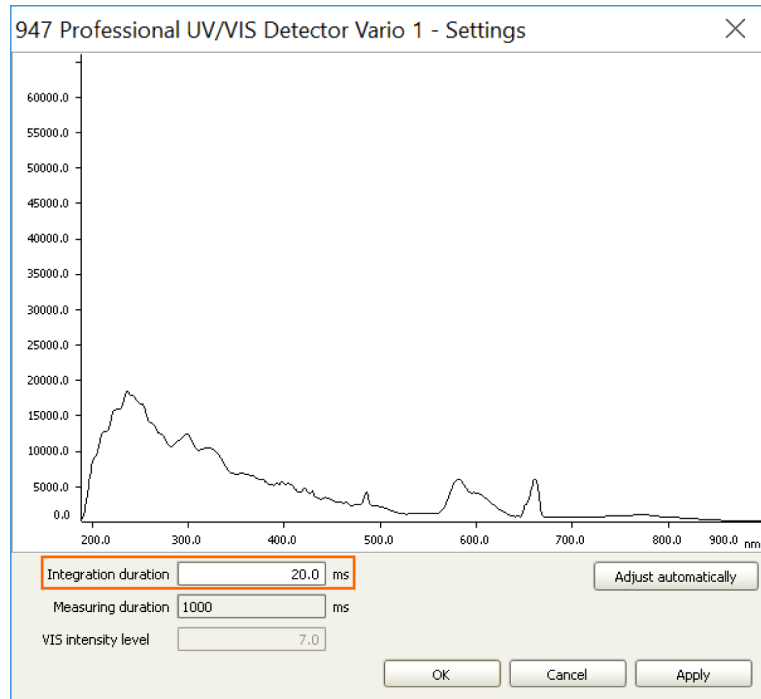 947 Professional UV/VIS Detector Vario 1 - Settings
60000.0
55000.0
50000.0
45000.0
40000.0
35000.0
30000.0
25000.0
20000.0
15000.0
10000.0
5000.0
0.0
200.0 300.0 400.0 500.0 600.0 700.0 800.0 900.0 nm
Integration duration 20.0 ms Adjust automatically
Measuring duration 1000 ms
VIS intensity level 7.0
OK Cancel Apply